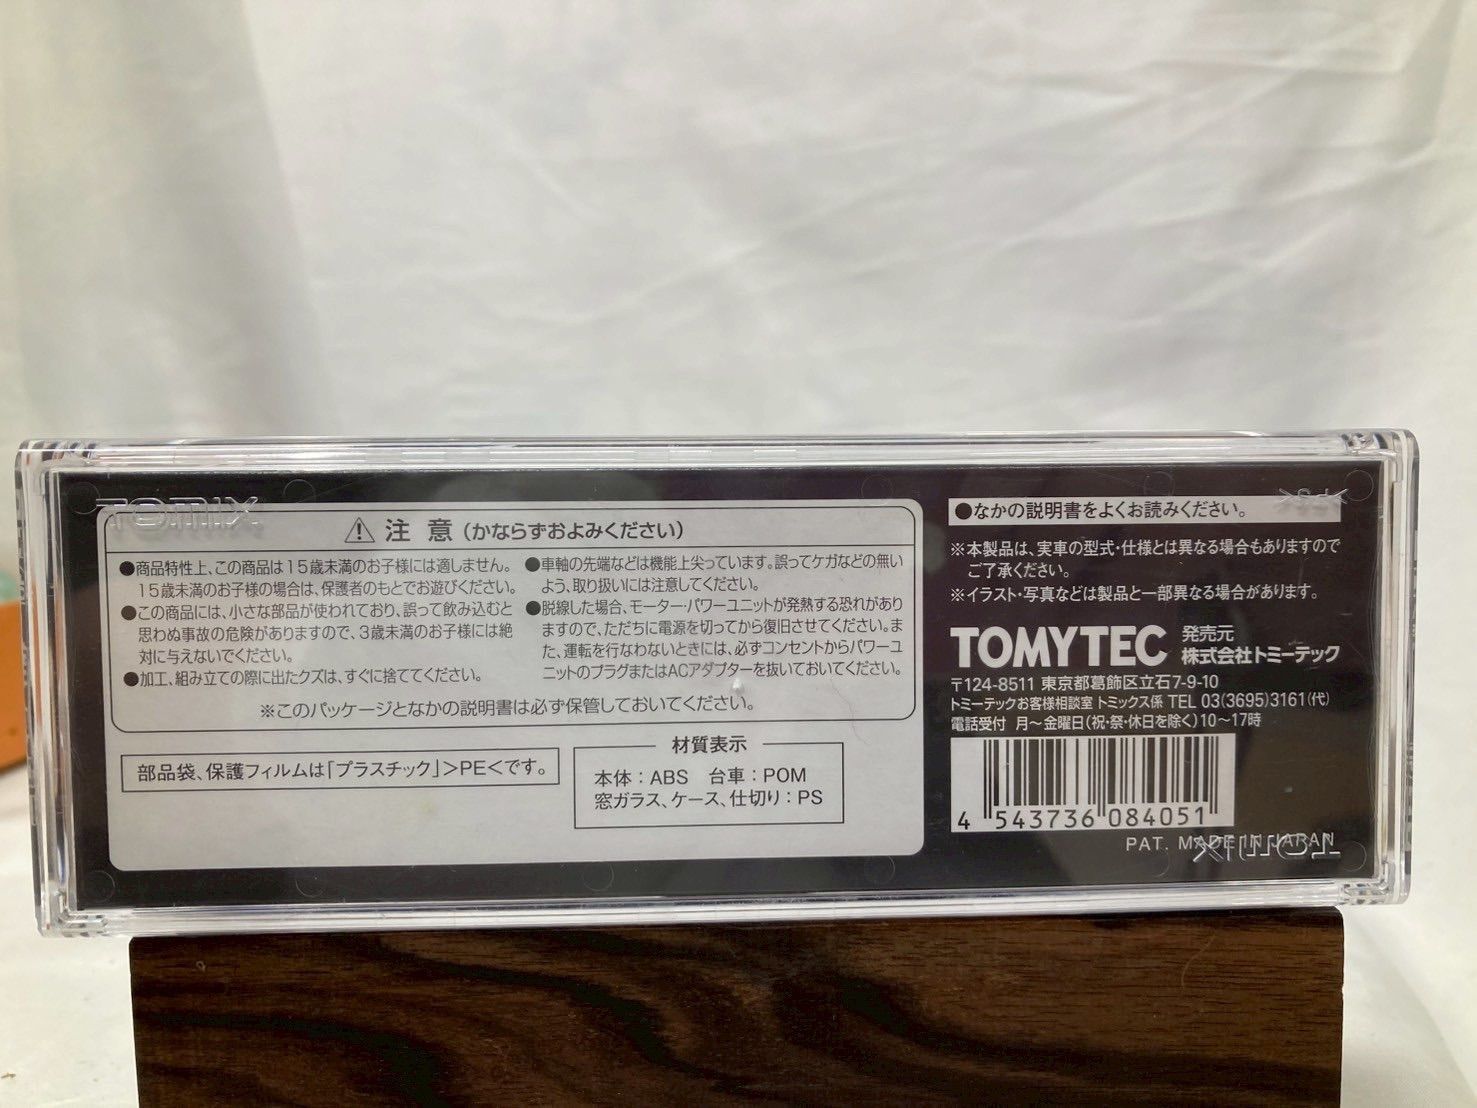 TOMIX
⚠ 注 意 (かならずおよみください)
●商品特性上、この商品は15歳未満のお子様には適しません。
15歳未満のお子様の場合は、保護者のもとでお遊びください。
●この商品には、小さな部品が使われており、誤って飲み込むと
思わぬ事故の危険がありますので、3歳未満のお子様には絶
対に与えないでください。
●加工、組み立ての際に出たクズは、すぐに捨ててください。
●車軸の先端などは機能上尖っています。誤ってケガなどの無い
よう、取り扱いには注意してください。
●脱線した場合、モーター・パワーユニットが発熱する恐れがあり
ますので、ただちに電源を切ってから復旧させてください。ま
た、運転を行なわないときには、必ずコンセントからパワーユ
ニットのプラグまたはACアダプターを抜いておいてください。
※このパッケージとなかの説明書は必ず保管しておいてください。
部品袋、保護フィルムは「プラスチック」>PE<です。
材質表示
本体：ABS 台車：POM
窓ガラス、ケース、仕切り：PS
>PS<
●なかの説明書をよくお読みください。
※本製品は、実車の型式・仕様とは異なる場合もありますので
ご了承ください。
※イラスト・写真などは製品と一部異なる場合があります。
TOMYTEC 発売元
株式会社トミーテック
〒124-8511 東京都葛飾区立石7-9-10
トミーテックお客様相談室 トミックス係 TEL 03(3695)3161(代)
電話受付 月～金曜日(祝・祭・休日を除く)10～17時
4 543736 084051
PAT. MADE IN JAPAN
TOMIX